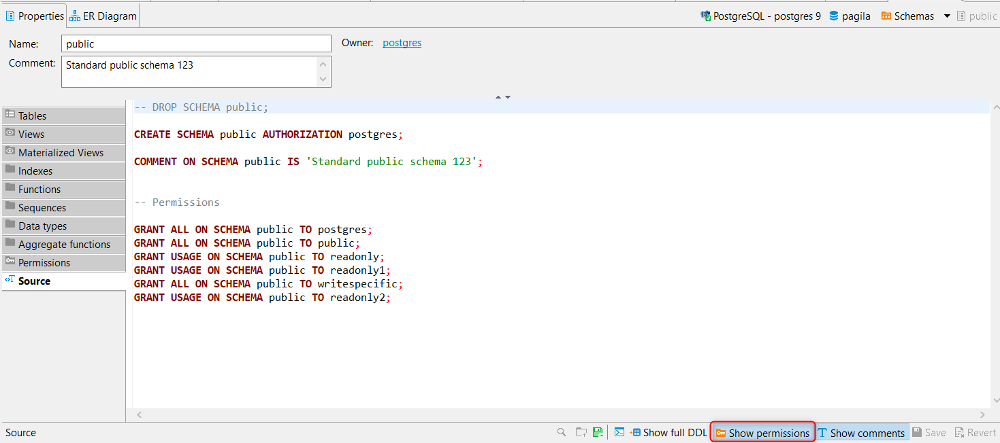 Properties ER Diagram PostgreSQL - postgres 9 pagila Schemas public
Name: public Owner: postgres
Comment: Standard public schema 123
Tables
Views
Materialized Views
Indexes
Functions
Sequences
Data types
Aggregate functions
Permissions
Source
-- DROP SCHEMA public;
CREATE SCHEMA public AUTHORIZATION postgres;
COMMENT ON SCHEMA public IS 'Standard public schema 123';
-- Permissions
GRANT ALL ON SCHEMA public TO postgres;
GRANT ALL ON SCHEMA public TO public;
GRANT USAGE ON SCHEMA public TO readonly;
GRANT USAGE ON SCHEMA public TO readonly1;
GRANT ALL ON SCHEMA public TO writespecific;
GRANT USAGE ON SCHEMA public TO readonly2;
Source Show full DDL Show permissions Show comments Save Revert